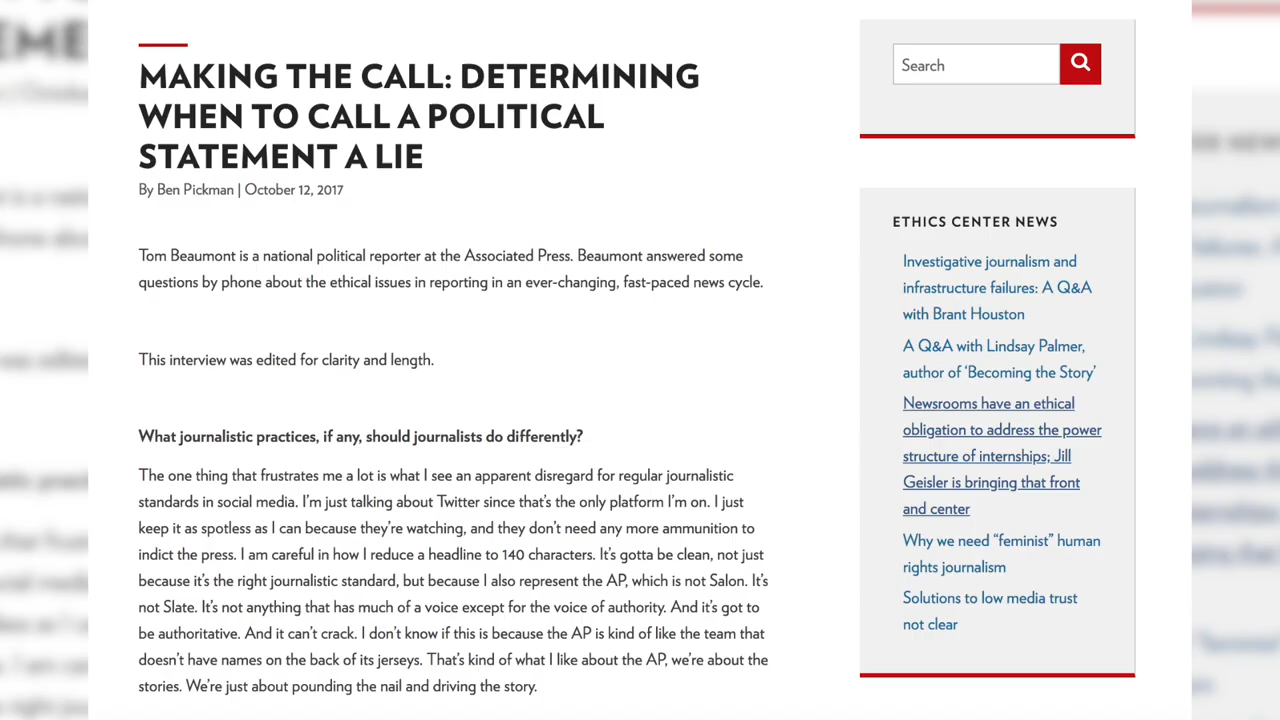 MAKING THE CALL: DETERMINING
WHEN TO CALL A POLITICAL
STATEMENT A LIE
By Ben Pickman | October 12, 2017
Tom Beaumont is a national political reporter at the Associated Press. Beaumont answered some
questions by phone about the ethical issues in reporting in an ever-changing, fast-paced news cycle.
This interview was edited for clarity and length.
What journalistic practices, if any, should journalists do differently?
The one thing that frustrates me a lot is what I see an apparent disregard for regular journalistic
standards in social media. I'm just talking about Twitter since that's the only platform I'm on. I just
keep it as spotless as I can because they're watching, and they don't need any more ammunition to
indict the press. I am careful in how I reduce a headline to 140 characters. It's gotta be clean, not just
because it's the right journalistic standard, but because I also represent the AP, which is not Salon. It's
not Slate. It's not anything that has much of a voice except for the voice of authority. And it's got to
be authoritative. And it can't crack. I don't know if this is because the AP is kind of like the team that
doesn't have names on the back of its jerseys. That's kind of what I like about the AP, we're about the
stories. We're just about pounding the nail and driving the story.
Search
ETHICS CENTER NEWS
Investigative journalism and
infrastructure failures: A Q&A
with Brant Houston
A Q&A with Lindsay Palmer,
author of ‘Becoming the Story’
Newsrooms have an ethical
obligation to address the power
structure of internships; Jill
Geisler is bringing that front
and center
Why we need “feminist” human
rights journalism
Solutions to low media trust
not clear